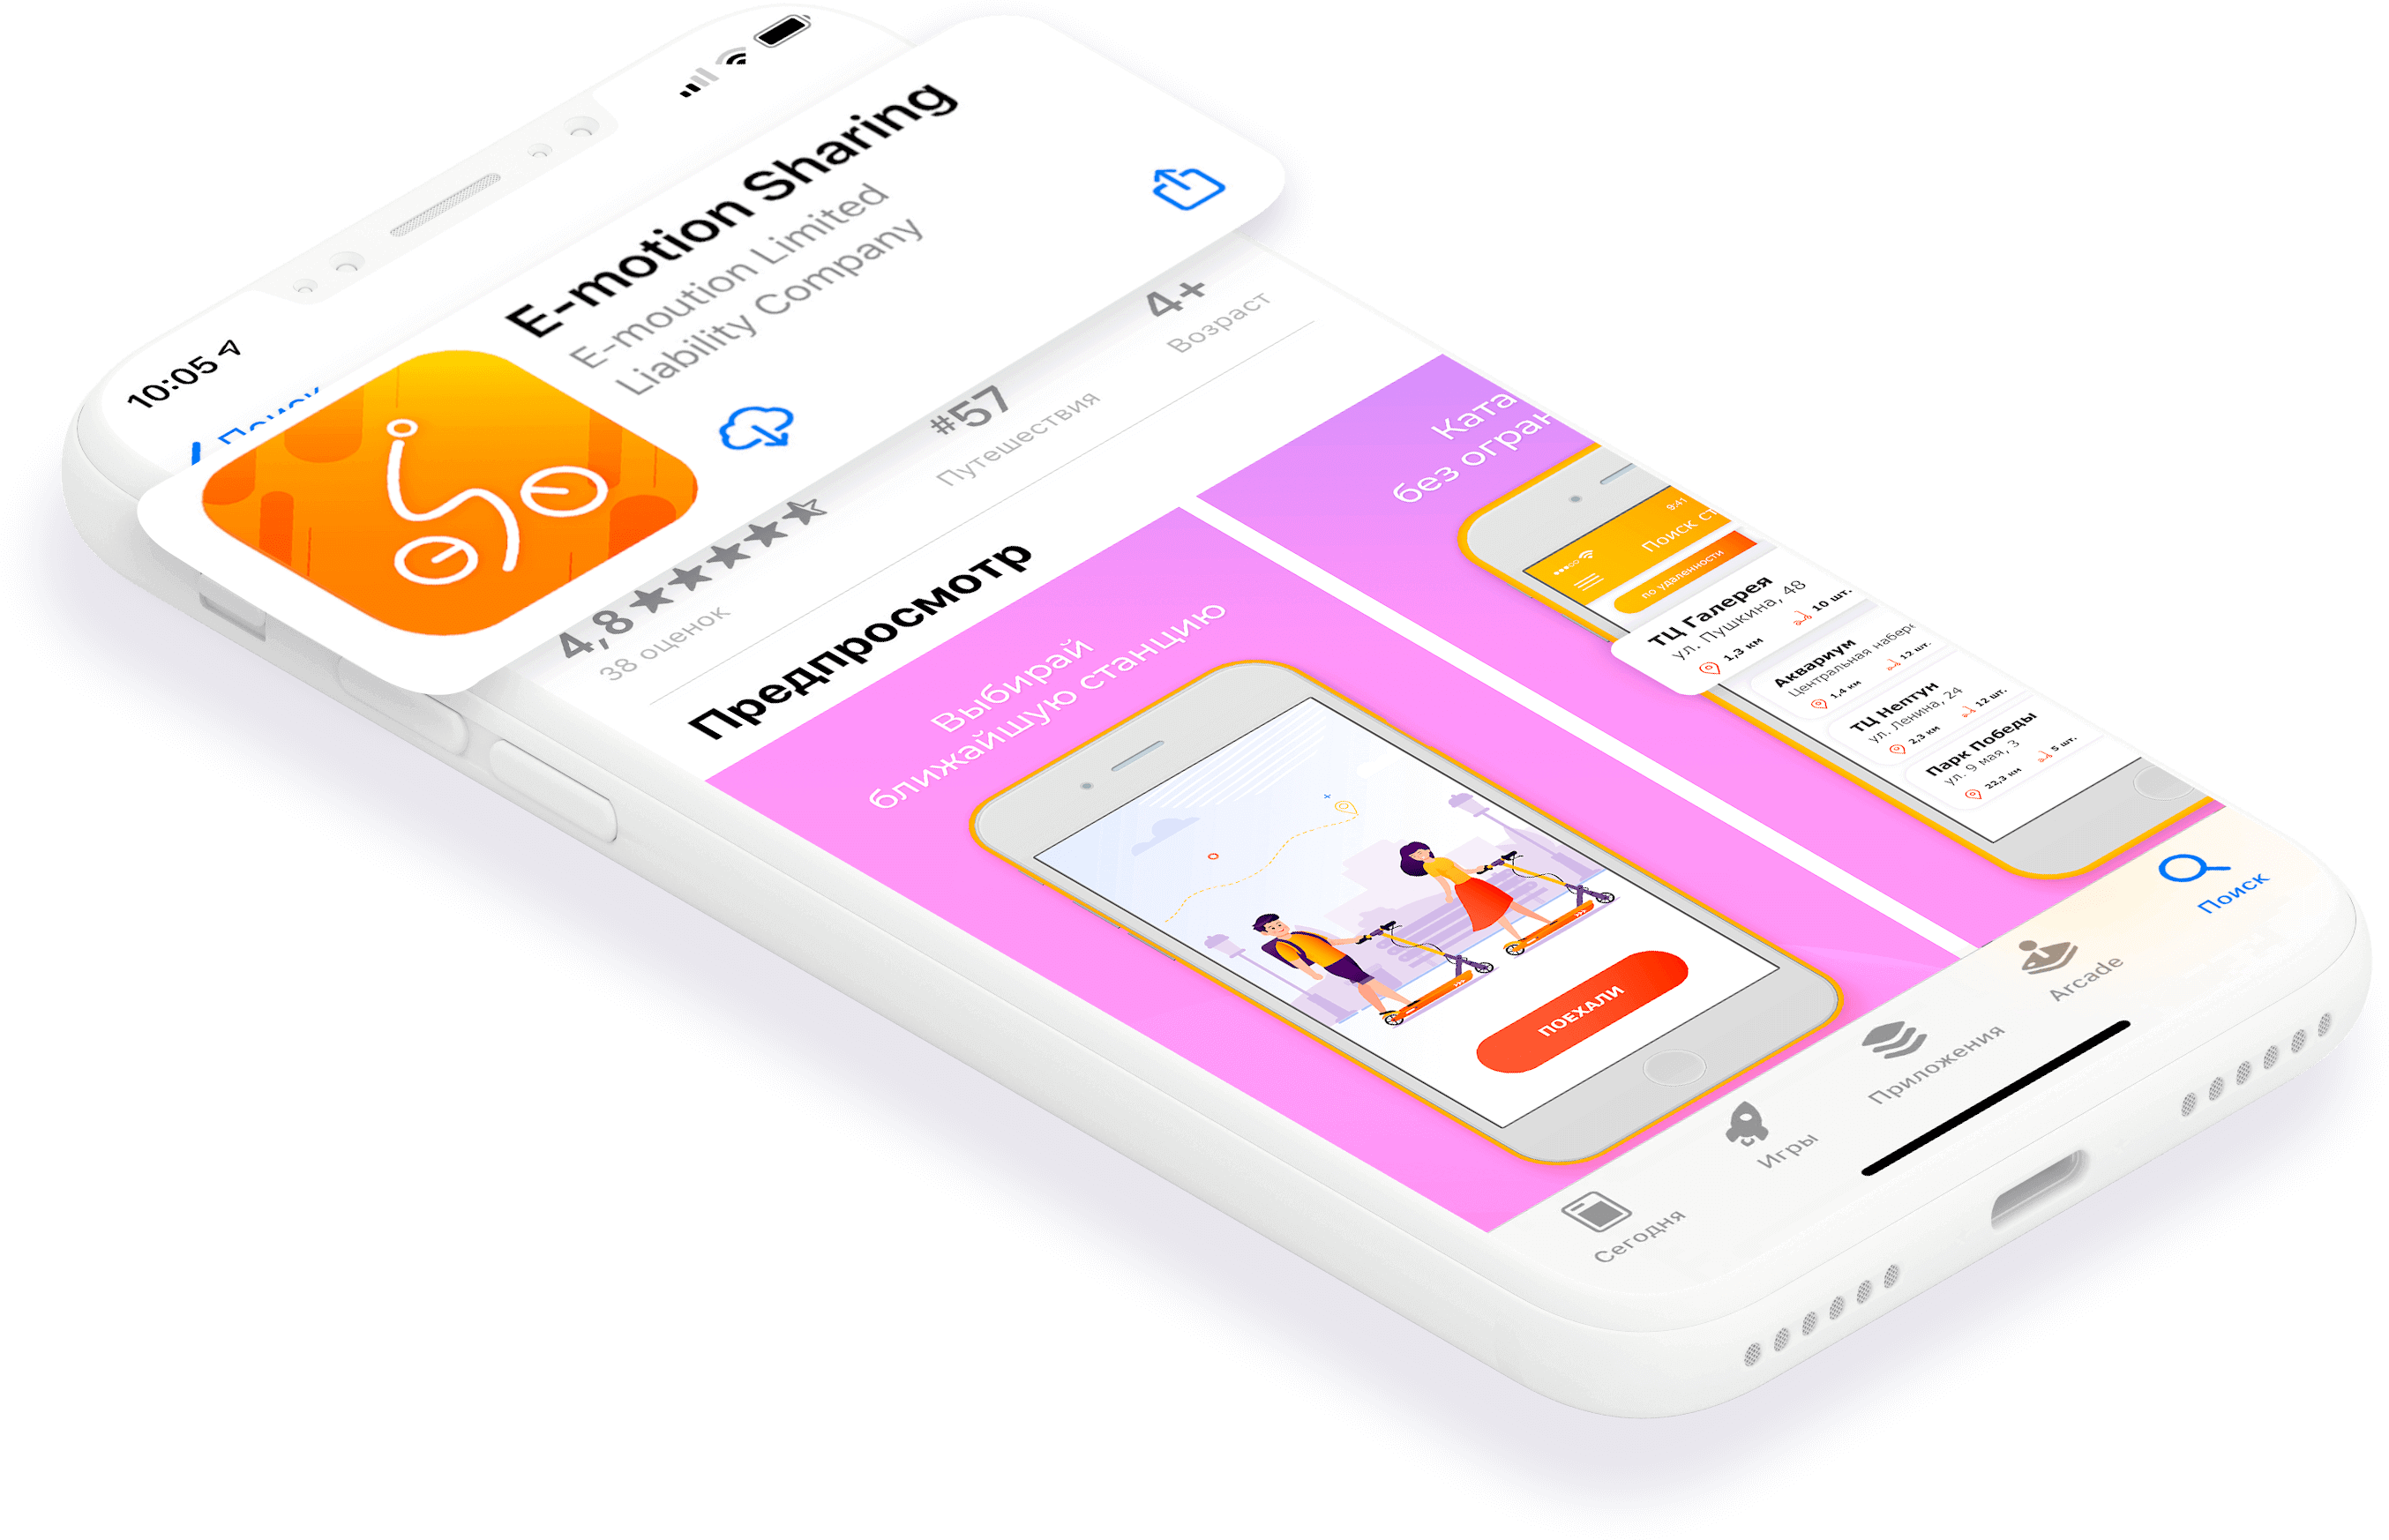 10:05
Поиск
E-motion Sharing
E-moution Limited
Liability Company
4,8
38 оценок
#57
Путешествия
4+
Возраст
Предпросмотр
Выбирай
ближайшую станцию
ПОЕХАЛИ
Ката
без огран
9:41
Поиск ст
по удаленности
ТЦ Галерея
ул. Пушкина, 48
1,3 км 10 шт.
Аквариум
Центральная набере
1,4 км 12 шт.
ТЦ Нептун
ул. Ленина, 24
2,3 км 12 шт.
Парк Победы
ул. 9 мая, 3
22,3 км 5 шт.
Сегодня
Игры
Приложения
Arcade
Поиск